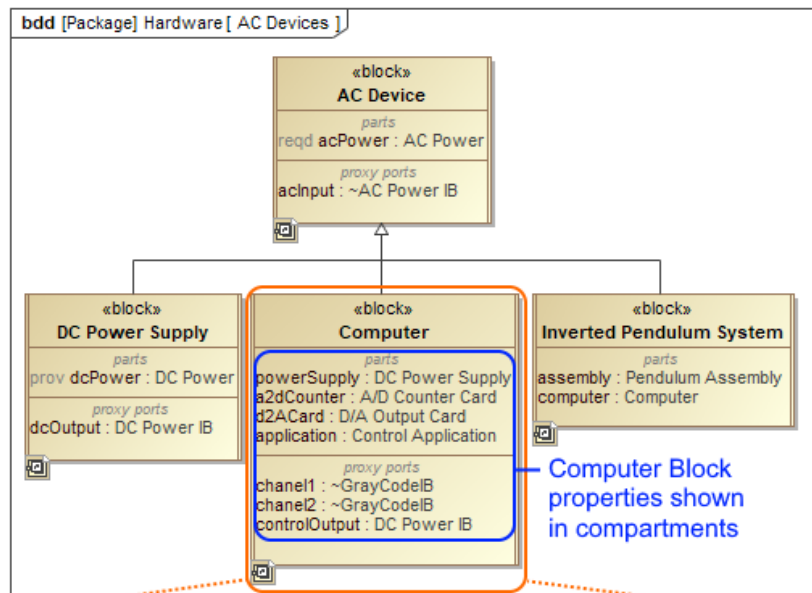 bdd [Package] Hardware [ AC Devices ]
«block»
AC Device
parts
reqd acPower : AC Power
proxy ports
acInput : ~AC Power IB
«block»
DC Power Supply
parts
prov dcPower : DC Power
proxy ports
dcOutput : DC Power IB
«block»
Computer
parts
powerSupply : DC Power Supply
a2dCounter : A/D Counter Card
d2ACard : D/A Output Card
application : Control Application
proxy ports
chanel1 : ~GrayCodeIB
chanel2 : ~GrayCodeIB
controlOutput : DC Power IB
«block»
Inverted Pendulum System
parts
assembly : Pendulum Assembly
computer : Computer
Computer Block
properties shown
in compartments